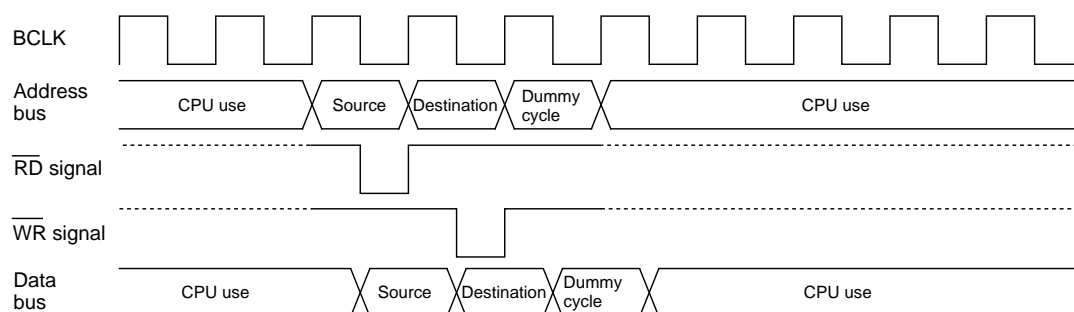 BCLK
Address
bus
CPU use
Source
Destination
Dummy
cycle
CPU use
RD signal
WR signal
Data
bus
CPU use
Source
Destination
Dummy
cycle
CPU use